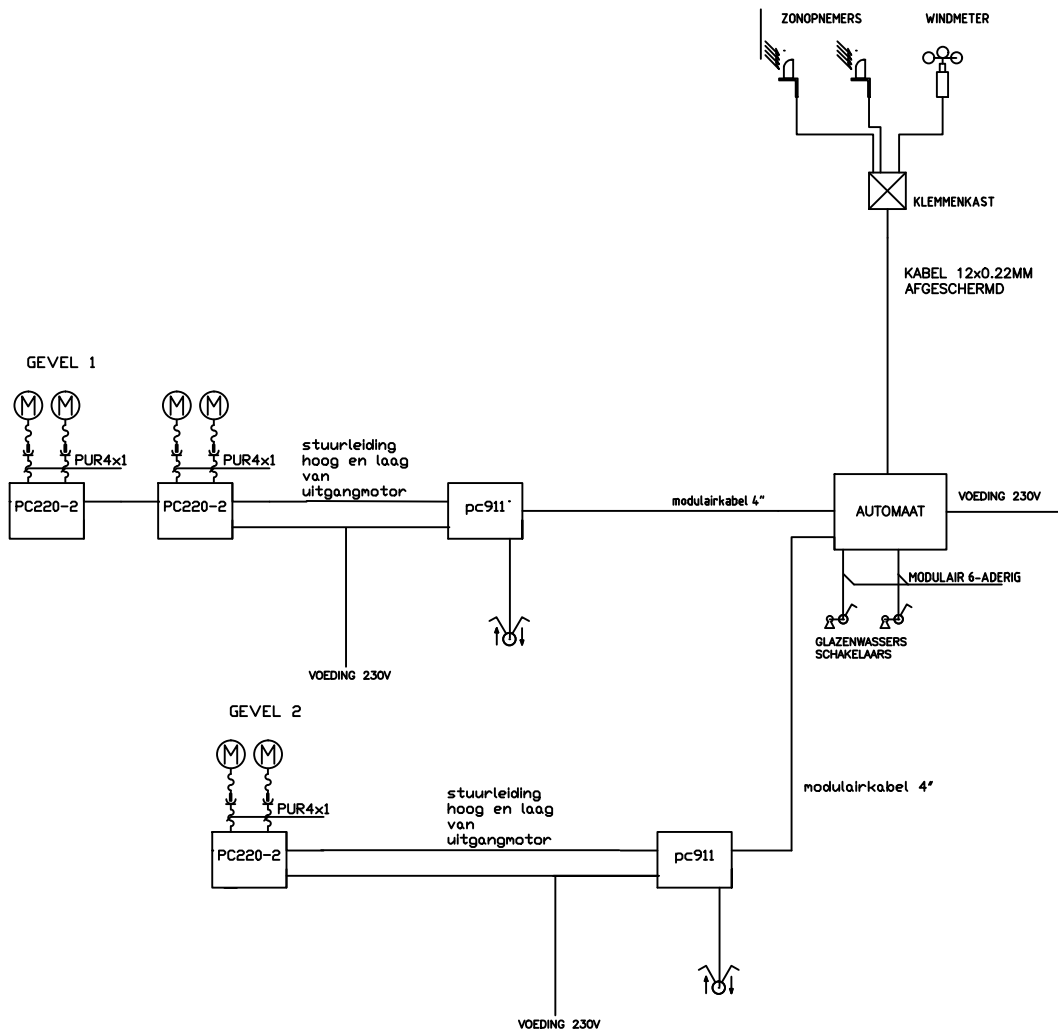 ZONOPNEMERS
WINDMETER
KLEMMENKAST
KABEL 12x0.22MM
AFGESCHERMD
GEVEL 1
M
M
M
M
PUR4x1
PUR4x1
stuurleiding
hoog en laag
van
uitgangmotor
PC220-2
PC220-2
pc911
modulairkabel 4"
AUTOMAAT
VOEDING 230V
MODULAIR 6-ADERIG
GLAZENWASSERS
SCHAKELAARS
VOEDING 230V
GEVEL 2
M
M
PUR4x1
stuurleiding
hoog en laag
van
uitgangmotor
modulairkabel 4"
PC220-2
pc911
VOEDING 230V